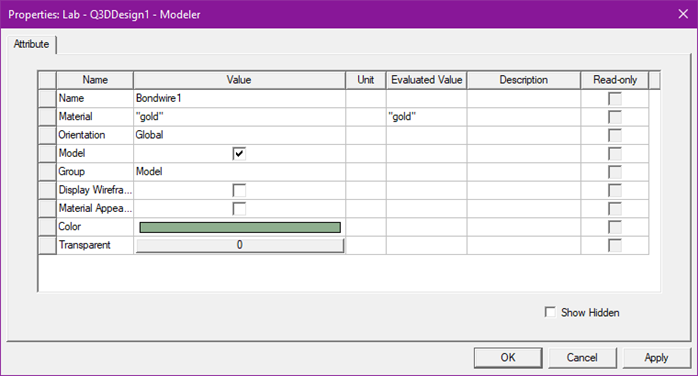 Properties: Lab - Q3DDesign1 - Modeler
Attribute
Name Value Unit Evaluated Value Description Read-only
Name Bondwire1
Material "gold" "gold"
Orientation Global
Model
Group Model
Display Wirefra...
Material Appea...
Color
Transparent 0
Show Hidden
OK Cancel Apply